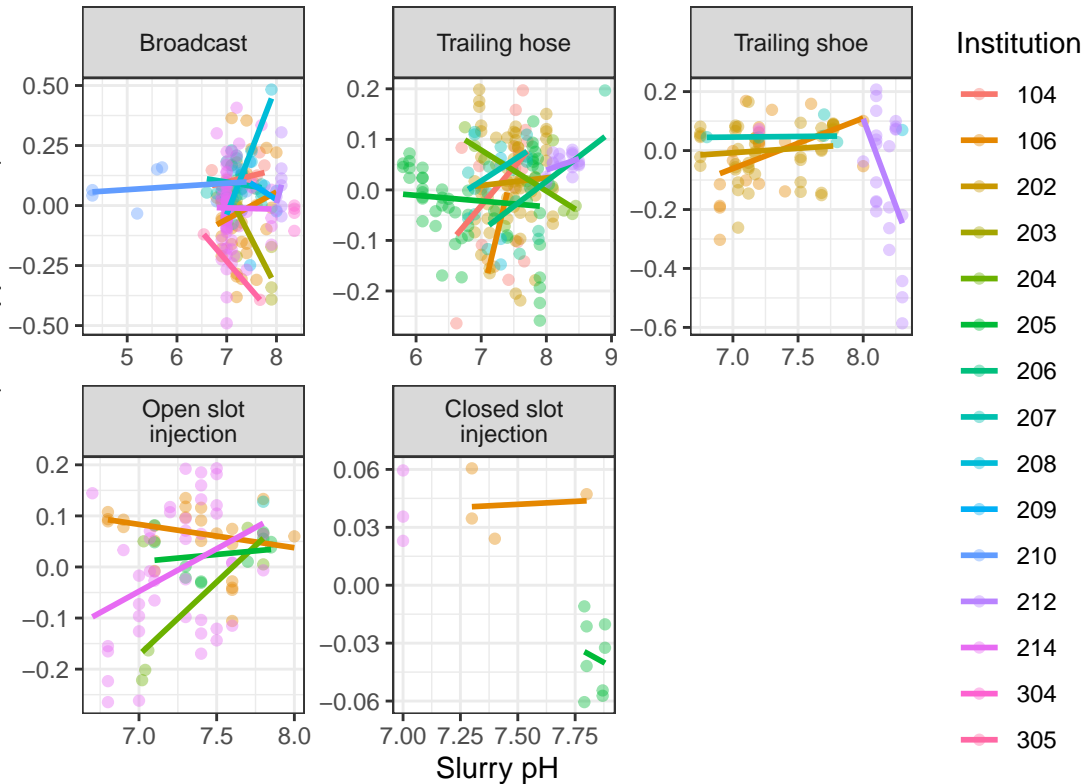 Broadcast
Trailing hose
Trailing shoe
0.50
0.25
0.00
−0.25
−0.50
5 6 7 8
0.2
0.1
0.0
−0.1
−0.2
6 7 8 9
0.2
0.0
−0.2
−0.4
−0.6
7.0 7.5 8.0
Open slot
injection
Closed slot
injection
0.2
0.1
0.0
−0.1
−0.2
7.0 7.5 8.0
0.06
0.03
0.00
−0.03
−0.06
7.00 7.25 7.50 7.75
Slurry pH
Institution
104
106
202
203
204
205
206
207
208
209
210
212
214
304
305